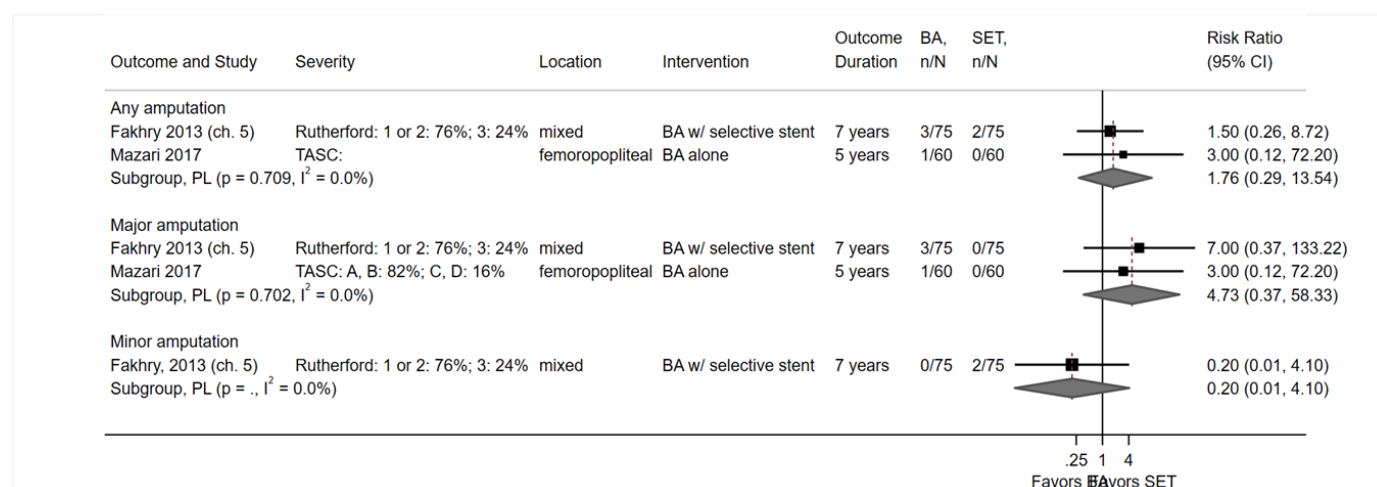 Outcome and Study Severity Location Intervention Outcome Duration BA, n/N SET, n/N Risk Ratio (95% CI)
Any amputation
Fakhry 2013 (ch. 5) Rutherford: 1 or 2: 76%; 3: 24% mixed BA w/ selective stent 7 years 3/75 2/75 1.50 (0.26, 8.72)
Mazari 2017 TASC: femoropopliteal BA alone 5 years 1/60 0/60 3.00 (0.12, 72.20)
Subgroup, PL (p = 0.709, I² = 0.0%) 1.76 (0.29, 13.54)
Major amputation
Fakhry 2013 (ch. 5) Rutherford: 1 or 2: 76%; 3: 24% mixed BA w/ selective stent 7 years 3/75 0/75 7.00 (0.37, 133.22)
Mazari 2017 TASC: A, B: 82%; C, D: 16% femoropopliteal BA alone 5 years 1/60 0/60 3.00 (0.12, 72.20)
Subgroup, PL (p = 0.702, I² = 0.0%) 4.73 (0.37, 58.33)
Minor amputation
Fakhry, 2013 (ch. 5) Rutherford: 1 or 2: 76%; 3: 24% mixed BA w/ selective stent 7 years 0/75 2/75 0.20 (0.01, 4.10)
Subgroup, PL (p = ., I² = 0.0%) 0.20 (0.01, 4.10)
.25 1 4
Favors BA Favors SET